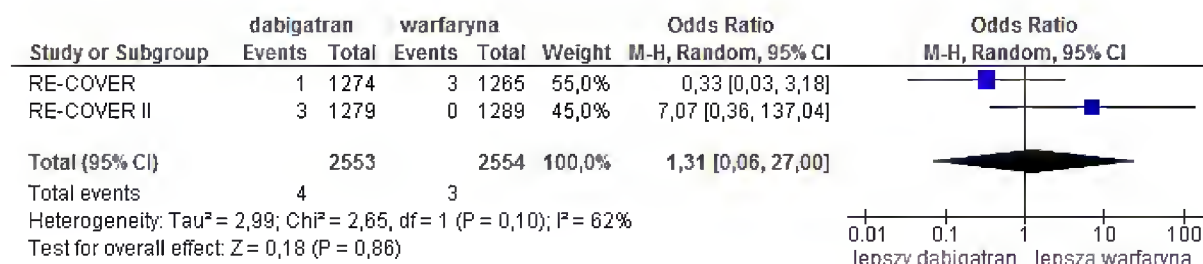 dabigatran warfaryna Odds Ratio Odds Ratio
Study or Subgroup Events Total Events Total Weight M-H, Random, 95% CI M-H, Random, 95% CI
RE-COVER 1 1274 3 1265 55,0% 0,33 [0,03, 3,18]
RE-COVER II 3 1279 0 1289 45,0% 7,07 [0,36, 137,04]
Total (95% CI) 2553 2554 100,0% 1,31 [0,06, 27,00]
Total events 4 3
Heterogeneity: Tau² = 2,99; Chi² = 2,65, df = 1 (P = 0,10); I² = 62%
Test for overall effect: Z = 0,18 (P = 0,86)
0.01 0.1 1 10 100
lepszy dabigatran lepsza warfaryna